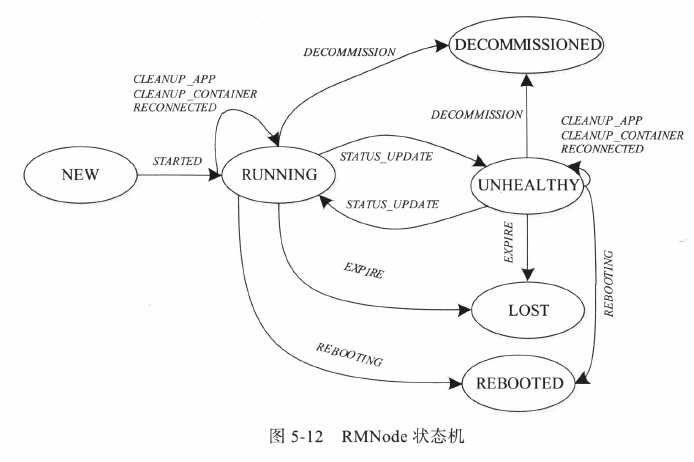 DECOMMISSIONED
DECOMMISSION
CLEANUP_APP
CLEANUP_CONTAINER
RECONNECTED
DECOMMISSION
CLEANUP_APP
CLEANUP_CONTAINER
RECONNECTED
NEW
STARTED
RUNNING
STATUS_UPDATE
UNHEALTHY
STATUS_UPDATE
EXPIRE
EXPIRE
REBOOTING
LOST
REBOOTING
REBOOTED
图 5-12 RMNode 状态机